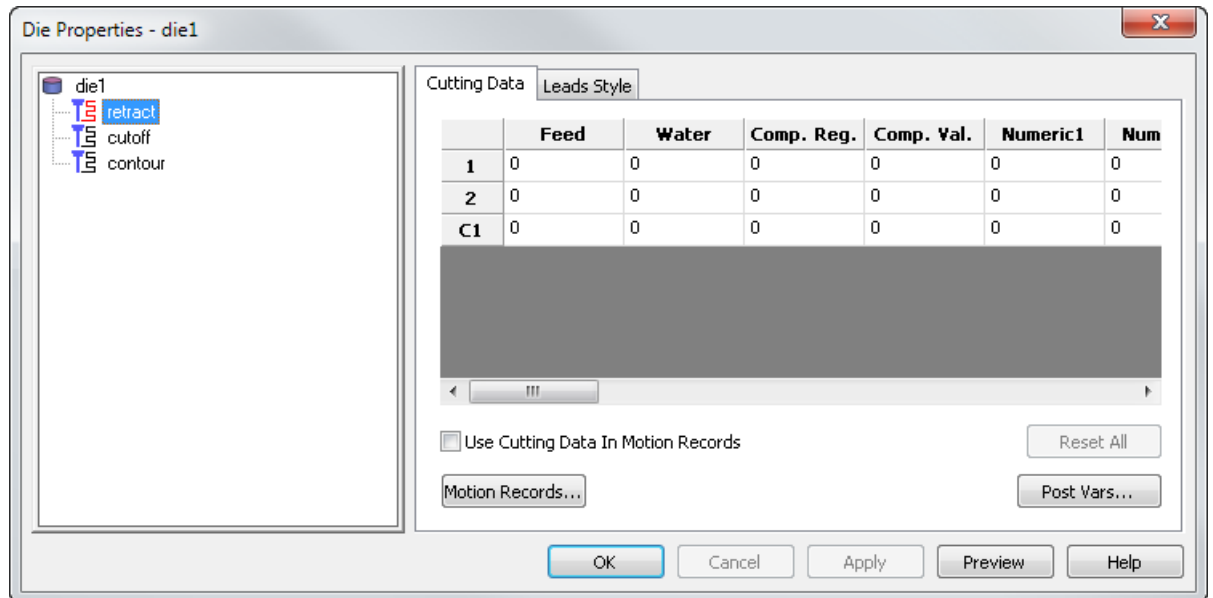 Die Properties - die1
die1
retract
cutoff
contour
Cutting Data Leads Style
Feed Water Comp. Reg. Comp. Val. Numeric1 Num
1 0 0 0 0 0 0
2 0 0 0 0 0 0
C1 0 0 0 0 0 0
Use Cutting Data In Motion Records
Reset All
Motion Records...
Post Vars...
OK Cancel Apply Preview Help